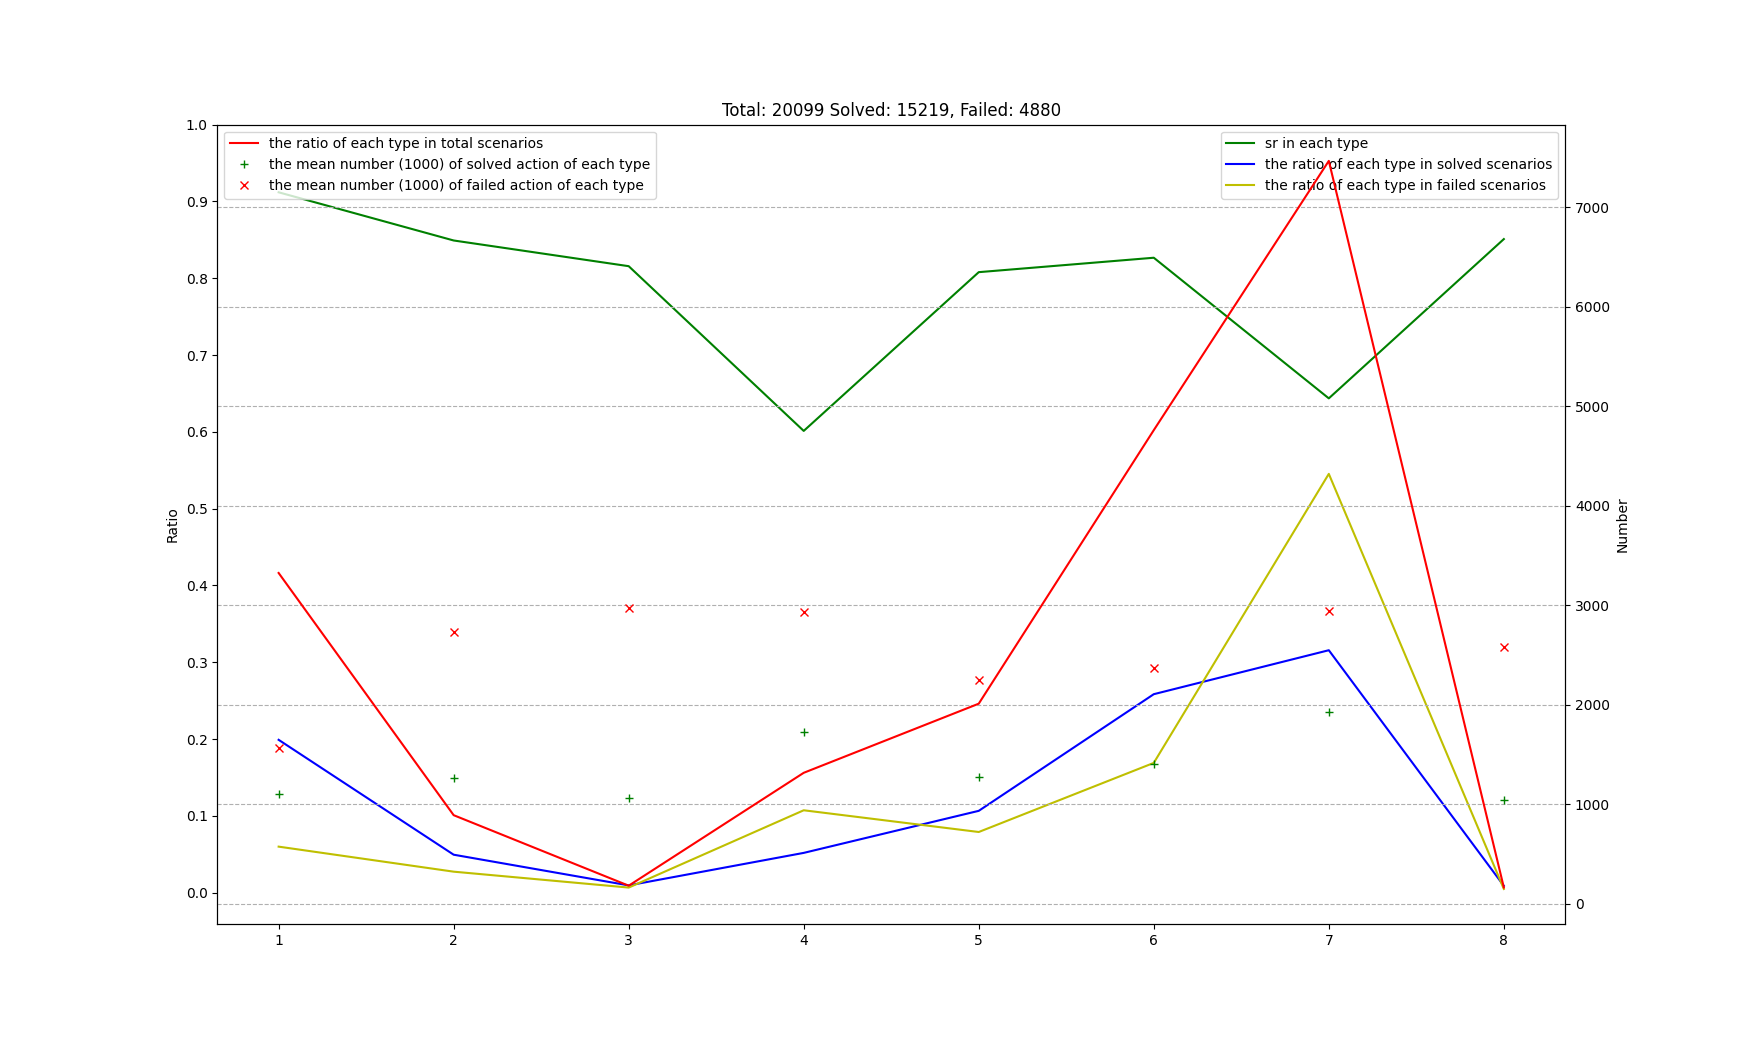 Total: 20099 Solved: 15219, Failed: 4880
the ratio of each type in total scenarios
the mean number (1000) of solved action of each type
the mean number (1000) of failed action of each type
sr in each type
the ratio of each type in solved scenarios
the ratio of each type in failed scenarios
1.0
0.9
0.8
0.7
0.6
0.5
0.4
0.3
0.2
0.1
0.0
Ratio
7000
6000
5000
4000
3000
2000
1000
0
Number
1 2 3 4 5 6 7 8